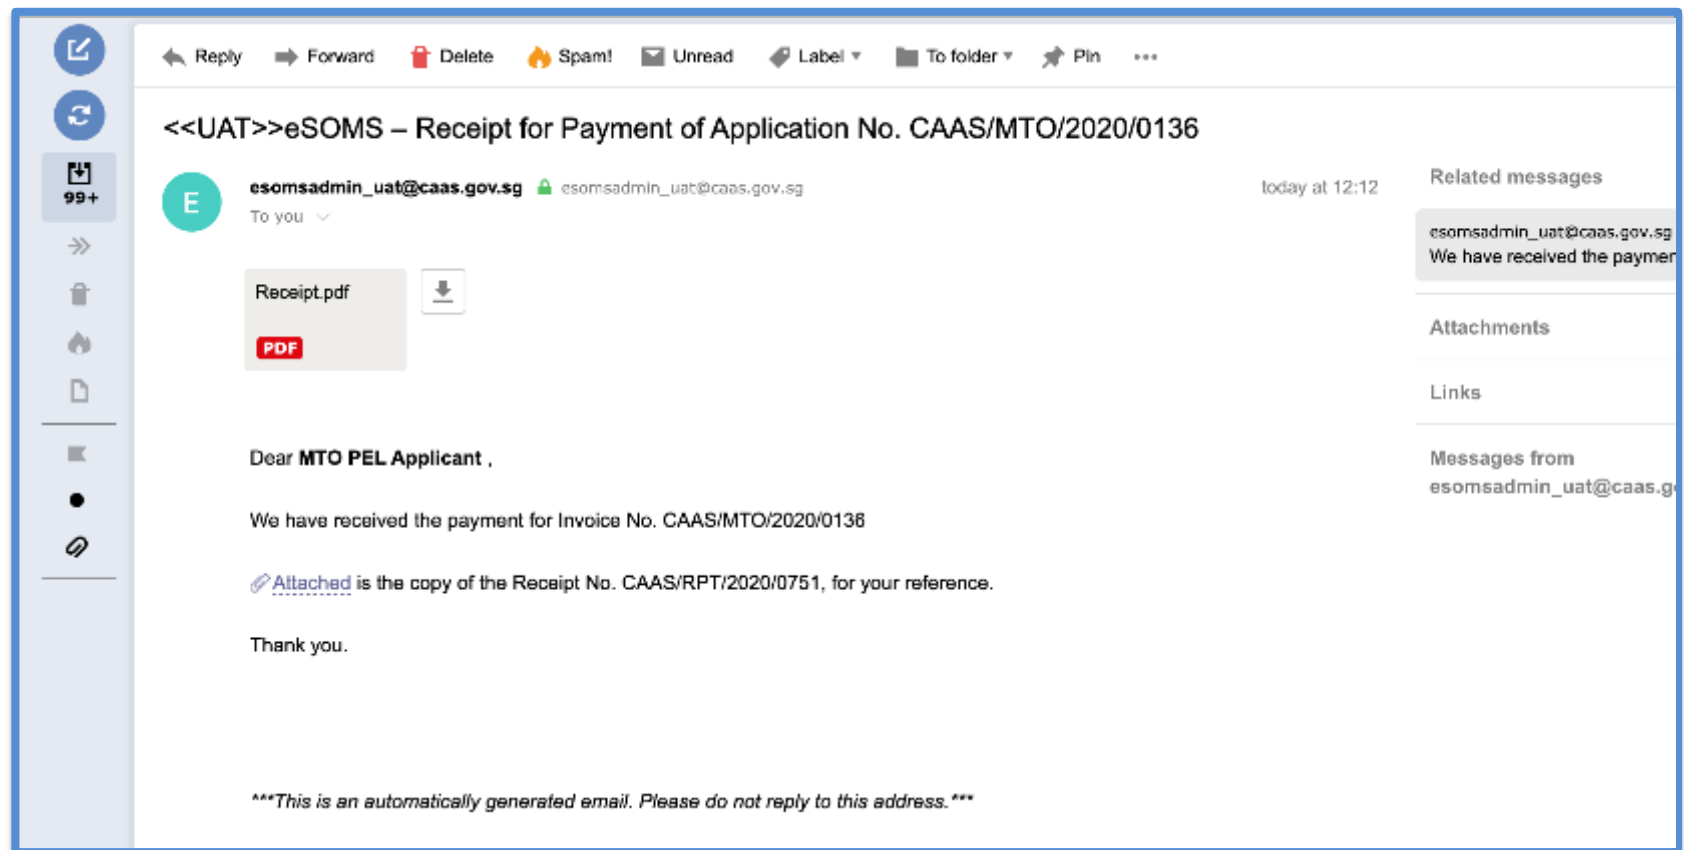 Reply Forward Delete Spam! Unread Label To folder Pin
<<UAT>>eSOMS – Receipt for Payment of Application No. CAAS/MTO/2020/0136
99+
E
esomsadmin_uat@caas.gov.sg esomsadmin_uat@caas.gov.sg today at 12:12
To you
Receipt.pdf
PDF
Dear MTO PEL Applicant ,
We have received the payment for Invoice No. CAAS/MTO/2020/0136
Attached is the copy of the Receipt No. CAAS/RPT/2020/0751, for your reference.
Thank you.
***This is an automatically generated email. Please do not reply to this address.***
Related messages
esomsadmin_uat@caas.gov.sg
We have received the paymen
Attachments
Links
Messages from
esomsadmin_uat@caas.g